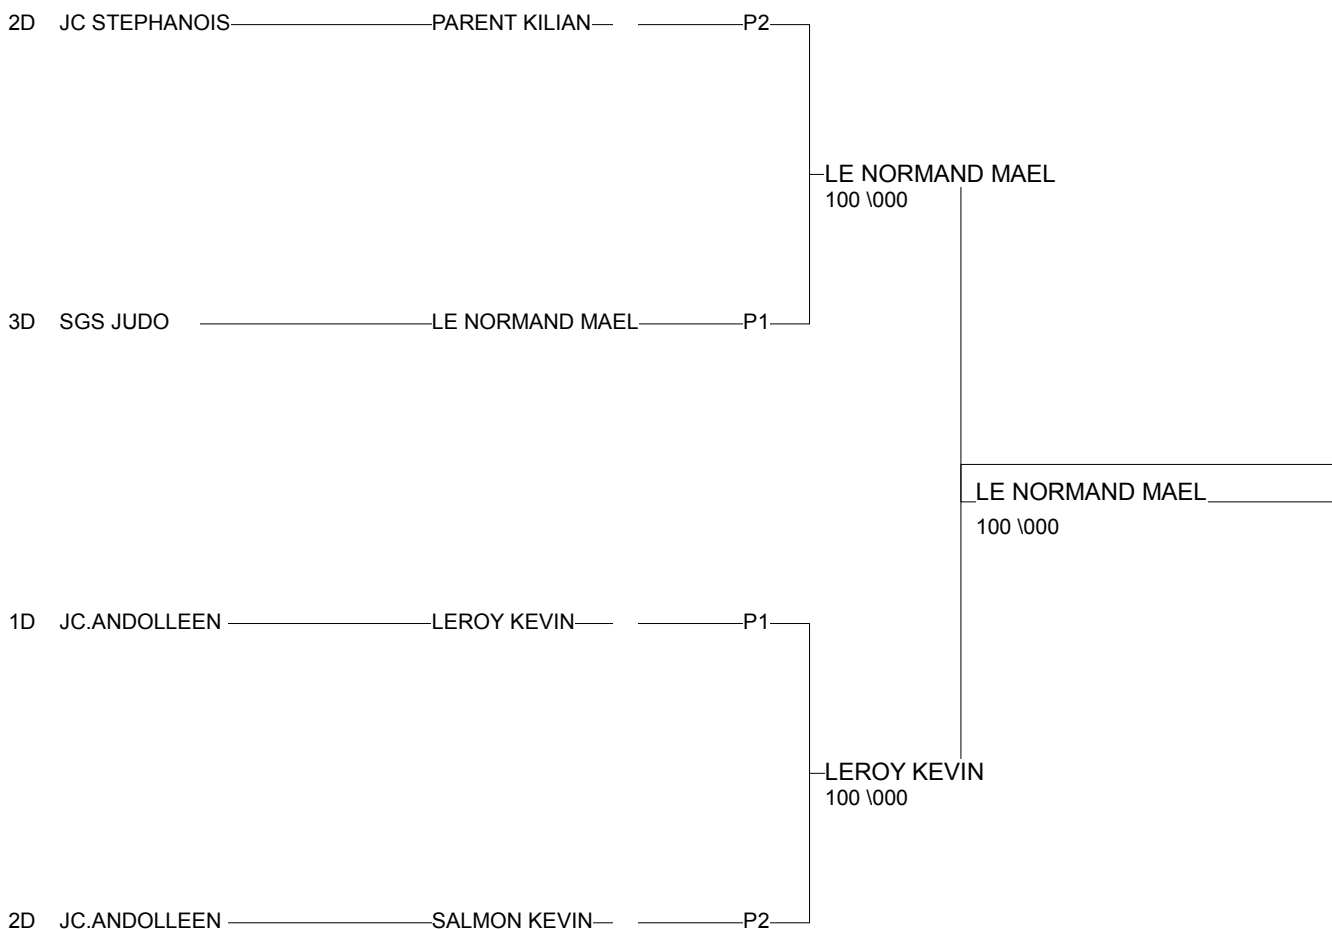 2D JC STEPHANOIS PARENT KILIAN P2
LE NORMAND MAEL
100 \000
3D SGS JUDO LE NORMAND MAEL P1
LE NORMAND MAEL
100 \000
1D JC.ANDOLLEEN LEROY KEVIN P1
LEROY KEVIN
100 \000
2D JC.ANDOLLEEN SALMON KEVIN P2